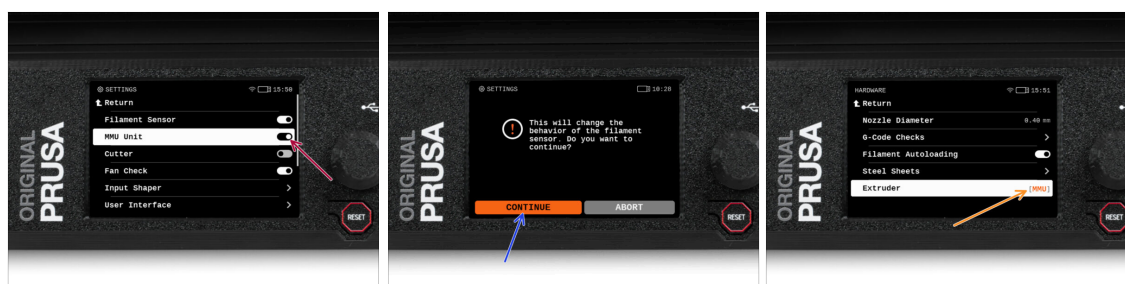 ORIGINAL
PRUSA
SETTINGS
15:50
Return
Filament Sensor
MMU Unit
Cutter
Fan Check
Input Shaper
User Interface
RESET
ORIGINAL
PRUSA
SETTINGS
10:28
!
This will change the
behavior of the filament
sensor. Do you want to
continue?
CONTINUE
ABORT
RESET
ORIGINAL
PRUSA
HARDWARE
15:51
Return
Nozzle Diameter
0.40 mm
G-Code Checks
Filament Autoloading
Steel Sheets
Extruder
[MMU]
RESET